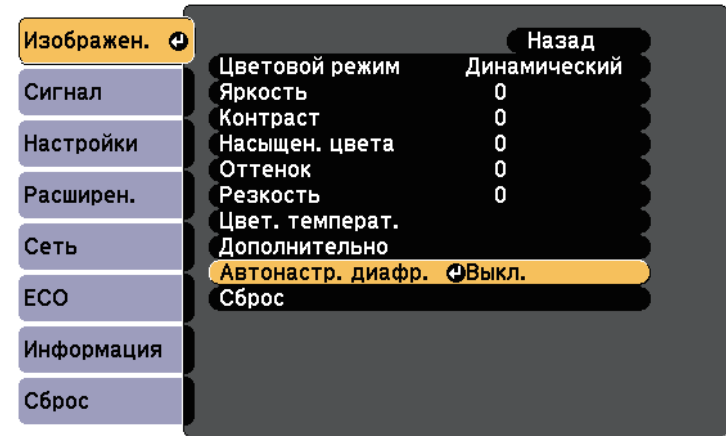 Изображен.
Сигнал
Настройки
Расширен.
Сеть
ECO
Информация
Сброс
Назад
Цветовой режим Динамический
Яркость 0
Контраст 0
Насыщен. цвета 0
Оттенок 0
Резкость 0
Цвет. температ.
Дополнительно
Автонастр. диафр. Выкл.
Сброс